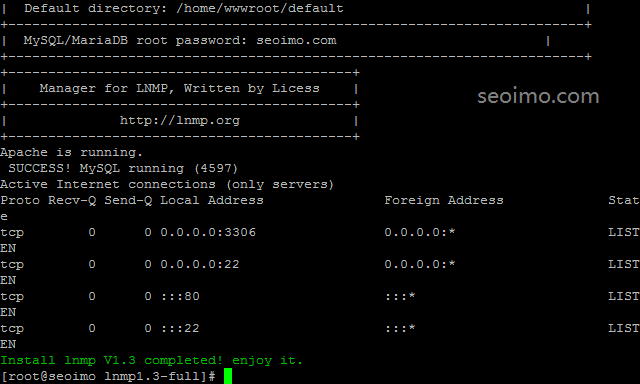 |  Default directory: /home/wwwroot/default                              |
+------------------------------------------------------------------------+
|  MySQL/MariaDB root password: seoimo.com                          |
+------------------------------------------------------------------------+
+-------------------------------------------+
|    Manager for LNMP, Written by Licess    |
+-------------------------------------------+
|              http://lnmp.org              |
+-------------------------------------------+
seoimo.com
Apache is running.
 SUCCESS! MySQL running (4597)
Active Internet connections (only servers)
Proto Recv-Q Send-Q Local Address               Foreign Address             Stat
e
tcp        0      0 0.0.0.0:3306                0.0.0.0:*                   LIST
EN
tcp        0      0 0.0.0.0:22                  0.0.0.0:*                   LIST
EN
tcp        0      0 :::80                       :::*                        LIST
EN
tcp        0      0 :::22                       :::*                        LIST
EN
Install lnmp V1.3 completed! enjoy it.
[root@seoimo lnmp1.3-full]#